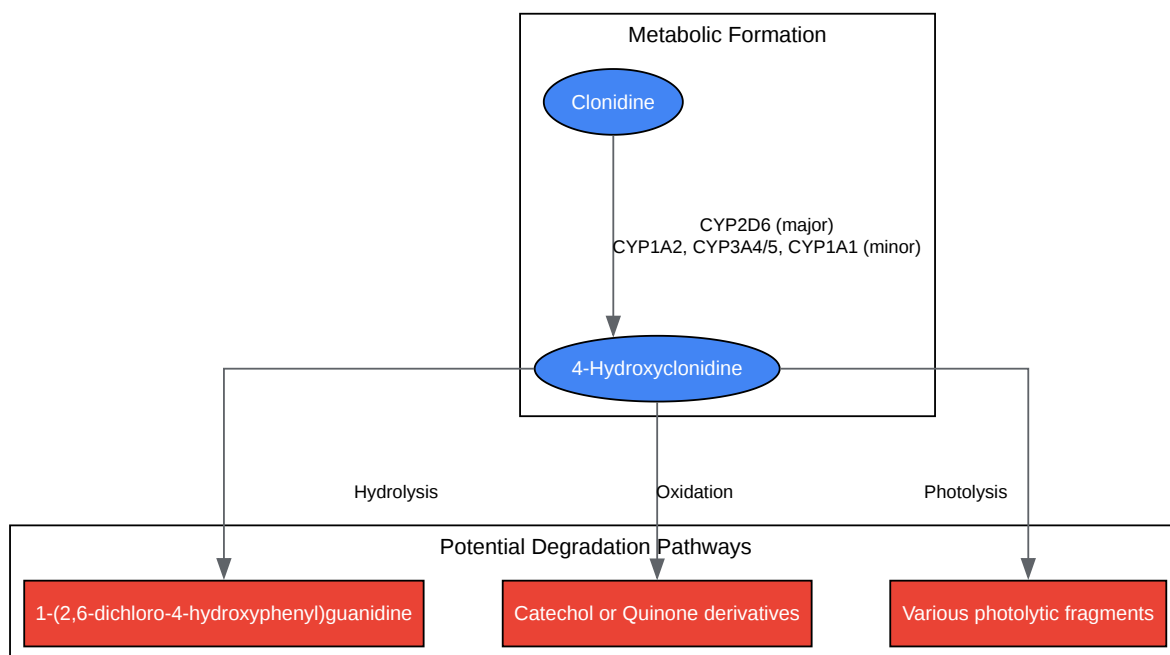 Metabolic Formation
Clonidine
CYP2D6 (major)
CYP1A2, CYP3A4/5, CYP1A1 (minor)
4-Hydroxyclonidine
Hydrolysis
Oxidation
Photolysis
Potential Degradation Pathways
1-(2,6-dichloro-4-hydroxyphenyl)guanidine
Catechol or Quinone derivatives
Various photolytic fragments